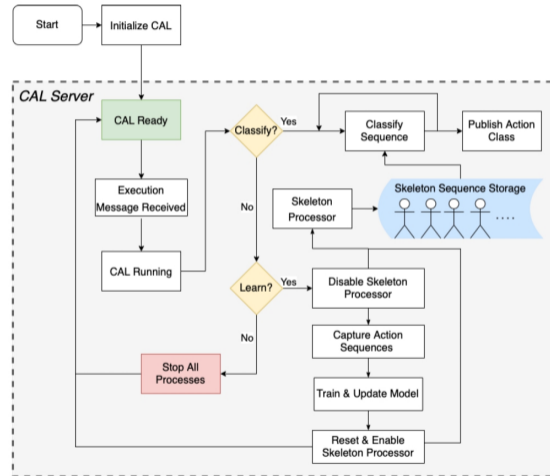 Start
Initialize CAL
CAL Server
CAL Ready
Classify?
Yes
Classify
Sequence
Publish Action
Class
Execution
Message Received
Skeleton Sequence Storage
....
Skeleton
Processor
No
CAL Running
Learn?
Yes
Disable Skeleton
Processor
No
Capture Action
Sequences
Stop All
Processes
Train & Update Model
Reset & Enable
Skeleton Processor